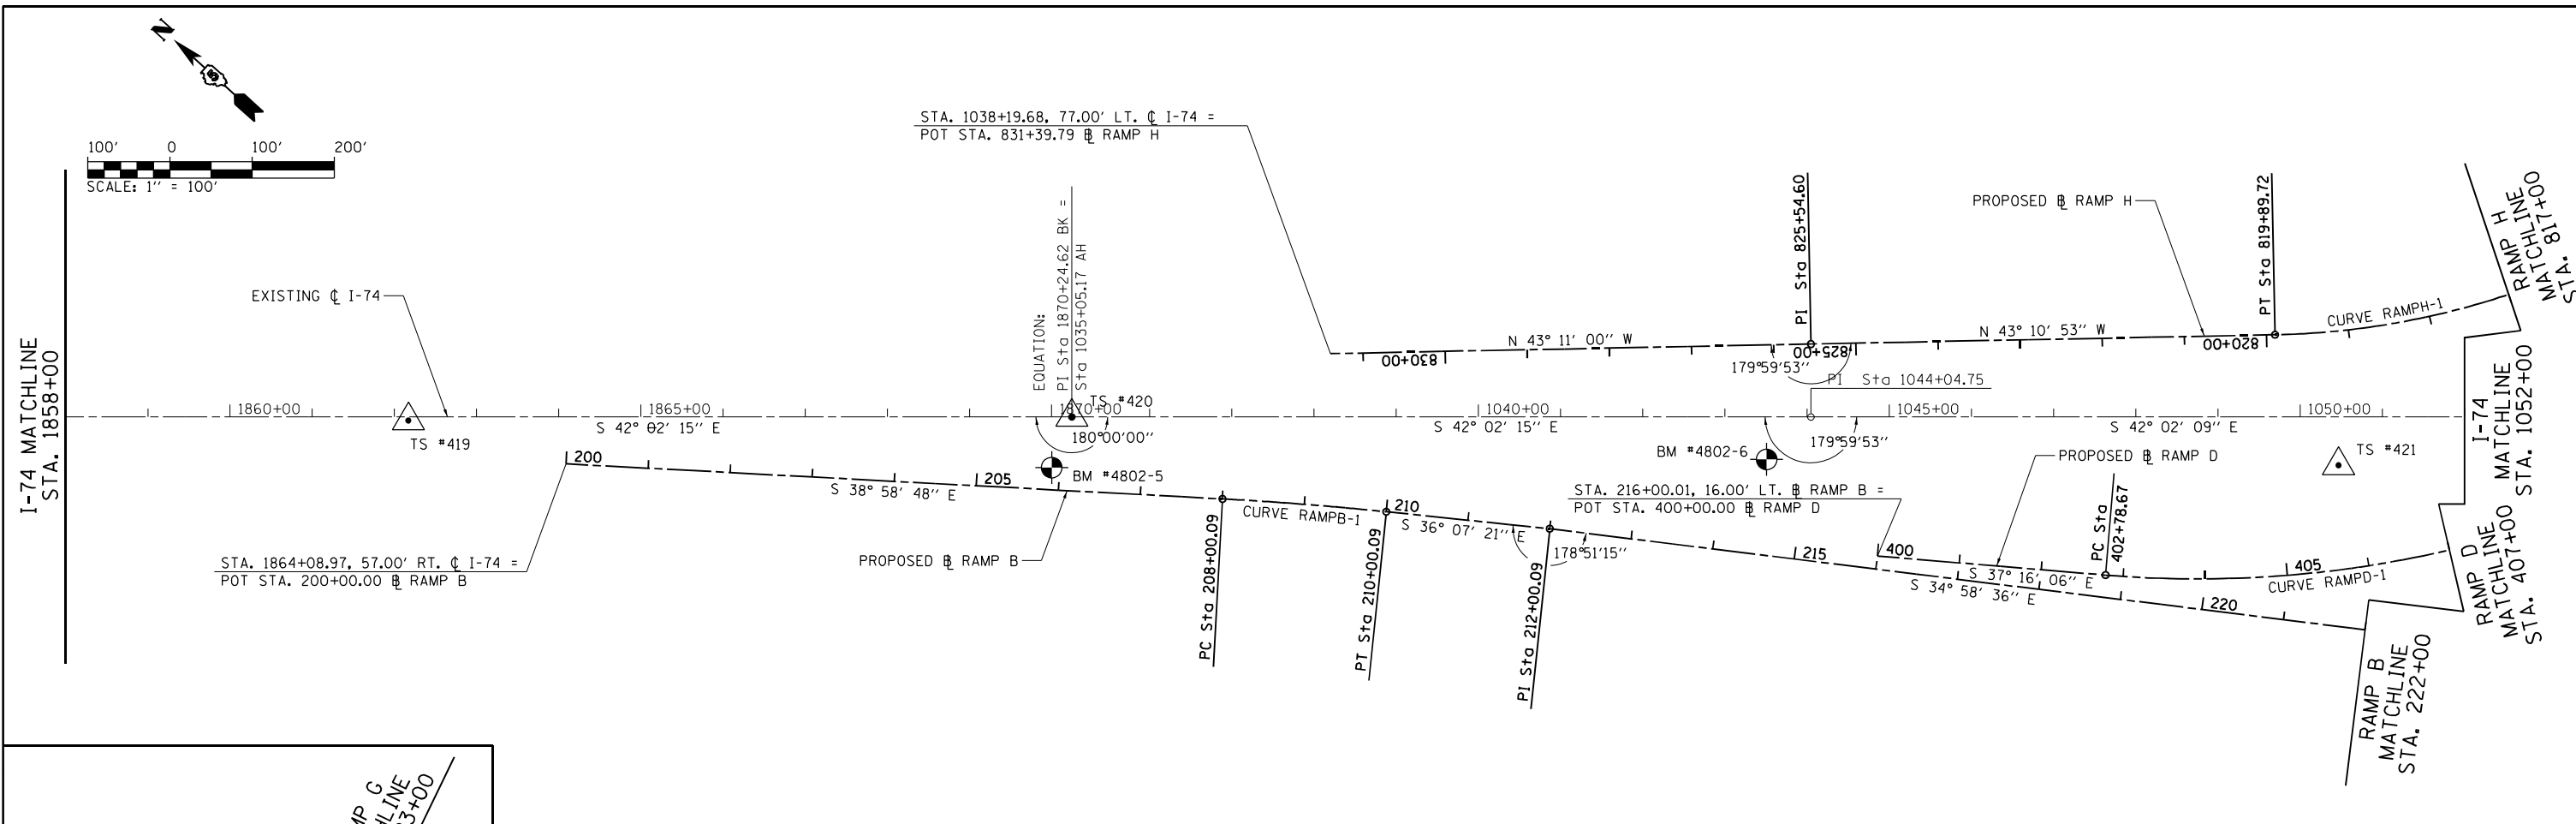 N
100' 0 100' 200'
SCALE: 1'' = 100'
I-74 MATCHLINE
STA. 1858+00
STA. 1038+19.68, 77.00' LT. ℄ I-74 =
POT STA. 831+39.79 ℄ RAMP H
EXISTING ℄ I-74
EQUATION:
PI Sta 1870+24.62 BK =
Sta 1035+05.17 AH
PI Sta 825+54.60
PROPOSED ℄ RAMP H
PT Sta 819+89.72
CURVE RAMPH-1
RAMP H
MATCHLINE
STA. 817+00
830+00
N 43° 11' 00'' W
825+00
N 43° 10' 53'' W
820+00
179°59'53''
PI Sta 1044+04.75
1860+00
1865+00
1870+00
TS #420
1040+00
1045+00
1050+00
TS #419
S 42° 02' 15'' E
180°00'00''
S 42° 02' 15'' E
179°59'53''
S 42° 02' 09'' E
I-74
MATCHLINE
STA. 1052+00
BM #4802-5
BM #4802-6
TS #421
PROPOSED ℄ RAMP D
200
205
S 38° 58' 48'' E
210
CURVE RAMPB-1
S 36° 07' 21'' E
STA. 216+00.01, 16.00' LT. ℄ RAMP B =
POT STA. 400+00.00 ℄ RAMP D
PC Sta
402+78.67
STA. 1864+08.97, 57.00' RT. ℄ I-74 =
POT STA. 200+00.00 ℄ RAMP B
PROPOSED ℄ RAMP B
PC Sta 208+00.09
PT Sta 210+00.09
PI Sta 212+00.09
178°51'15''
215
400
S 37° 16' 06'' E
S 34° 58' 36'' E
405
CURVE RAMPD-1
220
RAMP D
MATCHLINE
STA. 407+00
RAMP B
MATCHLINE
STA. 222+00